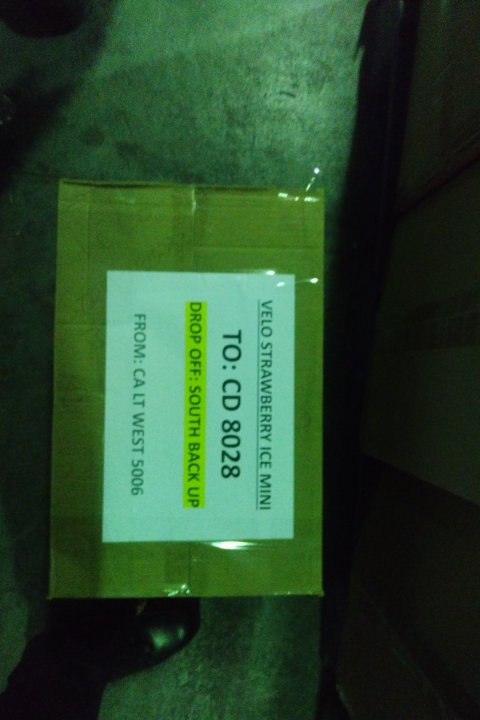 VELO STRAWBERRY ICE MINI
TO: CD 8028
DROP OFF: SOUTH BACK UP
FROM: CA LT WEST 5006